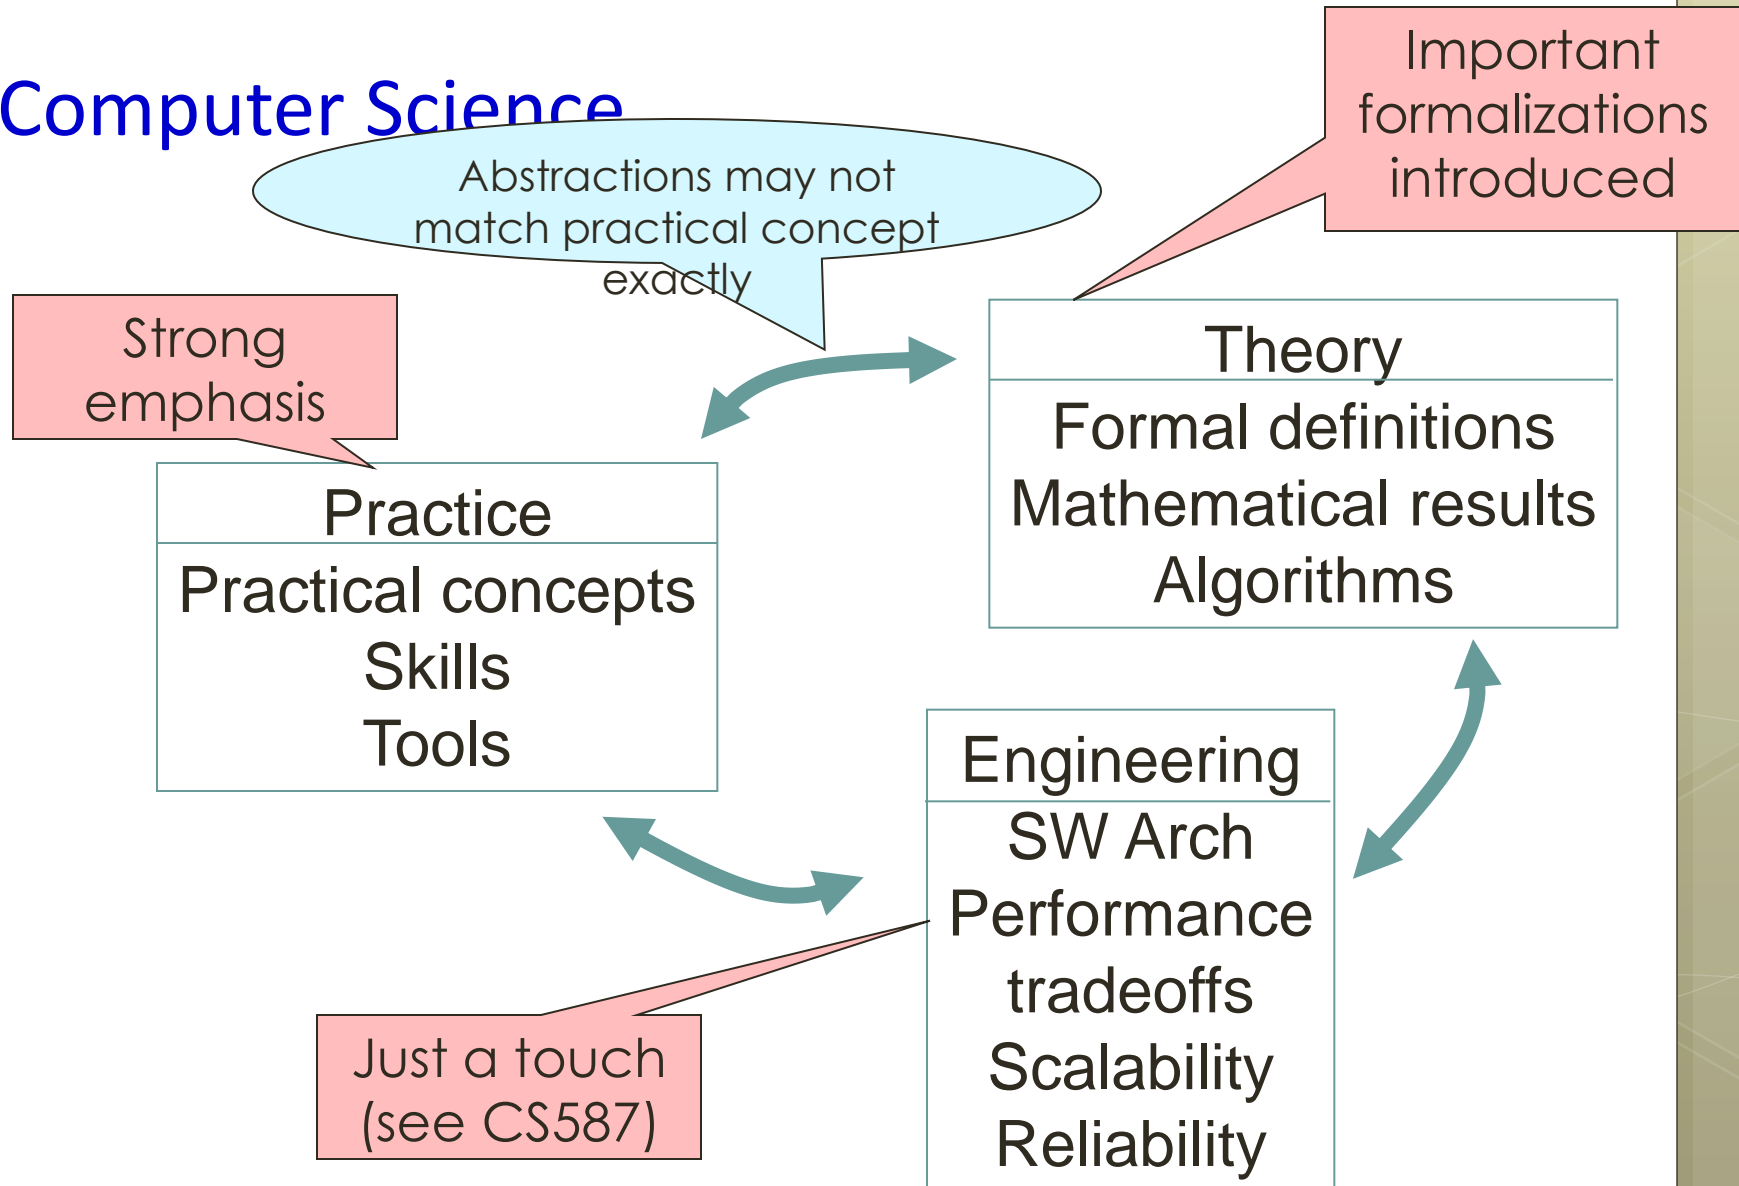 Computer Science
Important
formalizations
introduced
Abstractions may not
match practical concept
exactly
Strong
emphasis
Theory
Formal definitions
Mathematical results
Algorithms
Practice
Practical concepts
Skills
Tools
Engineering
SW Arch
Performance
tradeoffs
Scalability
Reliability
Just a touch
(see CS587)